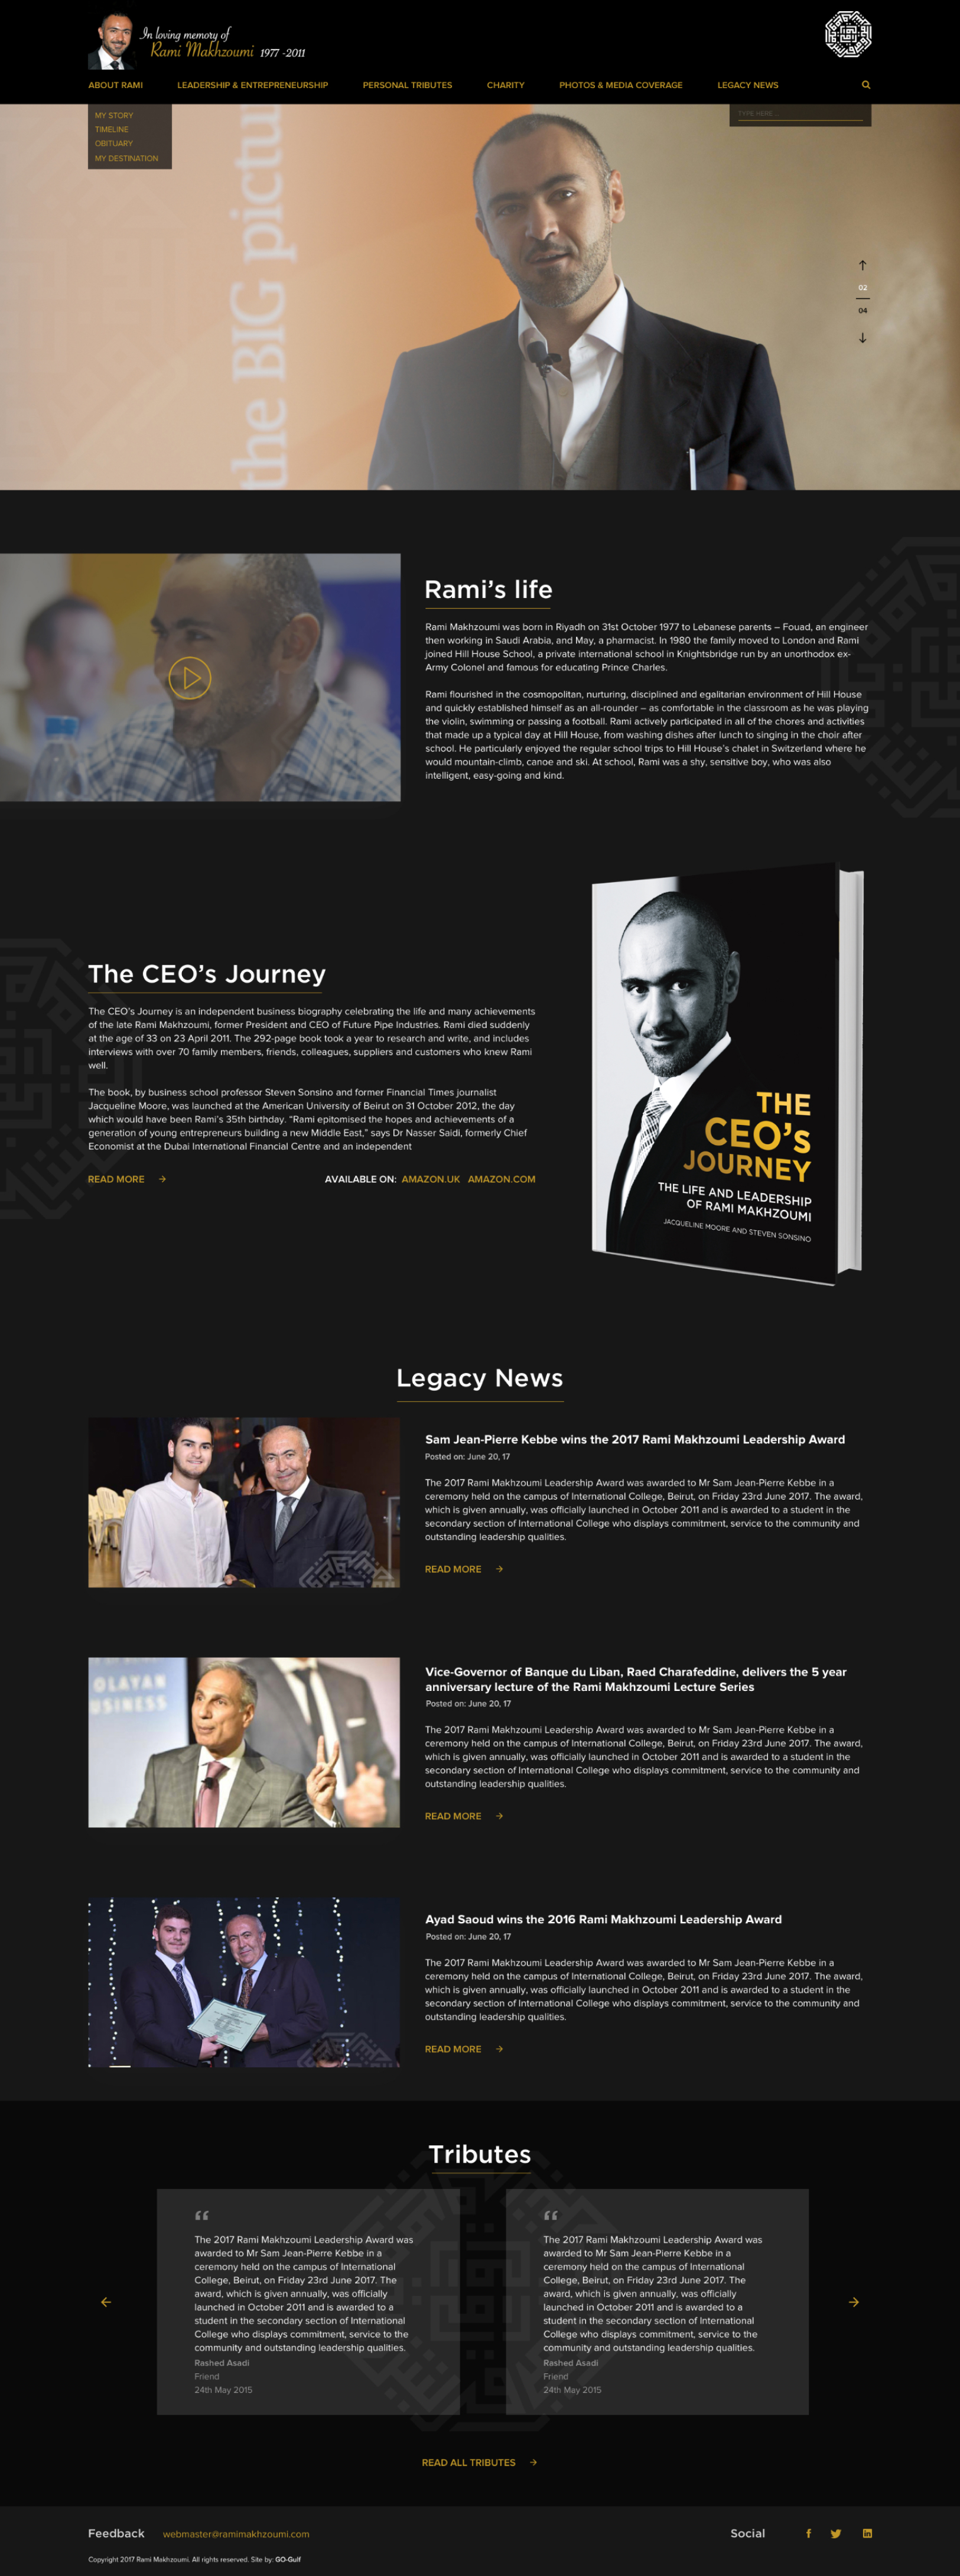 In loving memory of
Rami Makhzoumi 1977 -2011
ABOUT RAMI
LEADERSHIP & ENTREPRENEURSHIP
PERSONAL TRIBUTES
CHARITY
PHOTOS & MEDIA COVERAGE
LEGACY NEWS
MY STORY
TIMELINE
OBITUARY
MY DESTINATION
TYPE HERE ...
the BIG pictu
02
04
Rami's life
Rami Makhzoumi was born in Riyadh on 31st October 1977 to Lebanese parents – Fouad, an engineer
then working in Saudi Arabia, and May, a pharmacist. In 1980 the family moved to London and Rami
joined Hill House School, a private international school in Knightsbridge run by an unorthodox ex-
Army Colonel and famous for educating Prince Charles.
Rami flourished in the cosmopolitan, nurturing, disciplined and egalitarian environment of Hill House
and quickly established himself as an all-rounder – as comfortable in the classroom as he was playing
the violin, swimming or passing a football. Rami actively participated in all of the chores and activities
that made up a typical day at Hill House, from washing dishes after lunch to singing in the choir after
school. He particularly enjoyed the regular school trips to Hill House's chalet in Switzerland where he
would mountain-climb, canoe and ski. At school, Rami was a shy, sensitive boy, who was also
intelligent, easy-going and kind.
The CEO's Journey
The CEO's Journey is an independent business biography celebrating the life and many achievements
of the late Rami Makhzoumi, former President and CEO of Future Pipe Industries. Rami died suddenly
at the age of 33 on 23 April 2011. The 292-page book took a year to research and write, and includes
interviews with over 70 family members, friends, colleagues, suppliers and customers who knew Rami
well.
The book, by business school professor Steven Sonsino and former Financial Times journalist
Jacqueline Moore, was launched at the American University of Beirut on 31 October 2012, the day
which would have been Rami's 35th birthday. "Rami epitomised the hopes and achievements of a
generation of young entrepreneurs building a new Middle East," says Dr Nasser Saidi, formerly Chief
Economist at the Dubai International Financial Centre and an independent
READ MORE
AVAILABLE ON: AMAZON.UK AMAZON.COM
THE
CEO'S
JOURNEY
THE LIFE AND LEADERSHIP
OF RAMI MAKHZOUMI
JACQUELINE MOORE AND STEVEN SONSINO
Legacy News
Sam Jean-Pierre Kebbe wins the 2017 Rami Makhzoumi Leadership Award
Posted on: June 20, 17
The 2017 Rami Makhzoumi Leadership Award was awarded to Mr Sam Jean-Pierre Kebbe in a
ceremony held on the campus of International College, Beirut, on Friday 23rd June 2017. The award,
which is given annually, was officially launched in October 2011 and is awarded to a student in the
secondary section of International College who displays commitment, service to the community and
outstanding leadership qualities.
READ MORE
OLAYAN
USINESS
Vice-Governor of Banque du Liban, Raed Charafeddine, delivers the 5 year
anniversary lecture of the Rami Makhzoumi Lecture Series
Posted on: June 20, 17
The 2017 Rami Makhzoumi Leadership Award was awarded to Mr Sam Jean-Pierre Kebbe in a
ceremony held on the campus of International College, Beirut, on Friday 23rd June 2017. The award,
which is given annually, was officially launched in October 2011 and is awarded to a student in the
secondary section of International College who displays commitment, service to the community and
outstanding leadership qualities.
READ MORE
Ayad Saoud wins the 2016 Rami Makhzoumi Leadership Award
Posted on: June 20, 17
The 2017 Rami Makhzoumi Leadership Award was awarded to Mr Sam Jean-Pierre Kebbe in a
ceremony held on the campus of International College, Beirut, on Friday 23rd June 2017. The award,
which is given annually, was officially launched in October 2011 and is awarded to a student in the
secondary section of International College who displays commitment, service to the community and
outstanding leadership qualities.
READ MORE
Tributes
“
The 2017 Rami Makhzoumi Leadership Award was
awarded to Mr Sam Jean-Pierre Kebbe in a
ceremony held on the campus of International
College, Beirut, on Friday 23rd June 2017. The
award, which is given annually, was officially
launched in October 2011 and is awarded to a
student in the secondary section of International
College who displays commitment, service to the
community and outstanding leadership qualities.
Rashed Asadi
Friend
24th May 2015
“
The 2017 Rami Makhzoumi Leadership Award was
awarded to Mr Sam Jean-Pierre Kebbe in a
ceremony held on the campus of International
College, Beirut, on Friday 23rd June 2017. The
award, which is given annually, was officially
launched in October 2011 and is awarded to a
student in the secondary section of International
College who displays commitment, service to the
community and outstanding leadership qualities.
Rashed Asadi
Friend
24th May 2015
READ ALL TRIBUTES
Feedback webmaster@ramimakhzoumi.com
Social
Copyright 2017 Rami Makhzoumi. All rights reserved. Site by: GO-Gulf